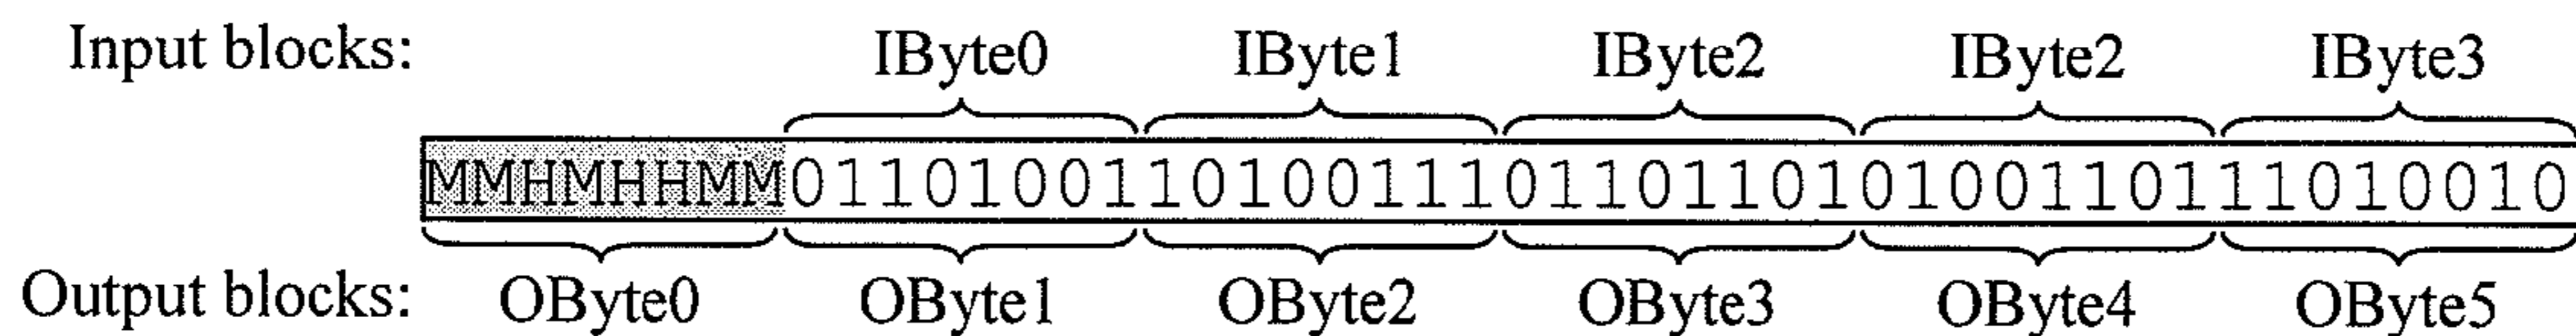 Input blocks: IByte0 IByte1 IByte2 IByte2 IByte3
MMHMHHMM0110100110100111011011010100110111010010
Output blocks: OByte0 OByte1 OByte2 OByte3 OByte4 OByte5